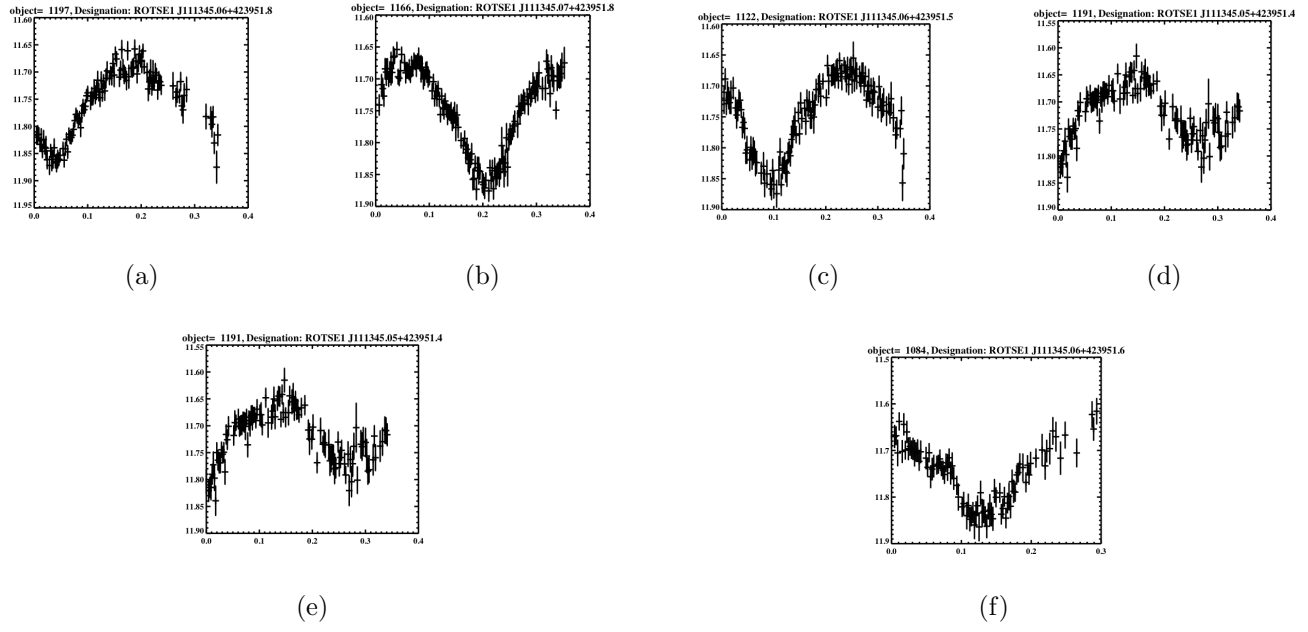 object= 1197, Designation: ROTSE1 J111345.06+423951.8
11.60
11.65
11.70
11.75
11.80
11.85
11.90
11.95
0.0 0.1 0.2 0.3 0.4
(a)
object= 1166, Designation: ROTSE1 J111345.07+423951.8
11.60
11.65
11.70
11.75
11.80
11.85
11.90
0.0 0.1 0.2 0.3 0.4
(b)
object= 1122, Designation: ROTSE1 J111345.06+423951.5
11.60
11.65
11.70
11.75
11.80
11.85
11.90
0.0 0.1 0.2 0.3 0.4
(c)
object= 1191, Designation: ROTSE1 J111345.05+423951.4
11.55
11.60
11.65
11.70
11.75
11.80
11.85
11.90
0.0 0.1 0.2 0.3 0.4
(d)
object= 1191, Designation: ROTSE1 J111345.05+423951.4
11.55
11.60
11.65
11.70
11.75
11.80
11.85
11.90
0.0 0.1 0.2 0.3 0.4
(e)
object= 1084, Designation: ROTSE1 J111345.06+423951.6
11.5
11.6
11.7
11.8
11.9
0.0 0.1 0.2 0.3
(f)